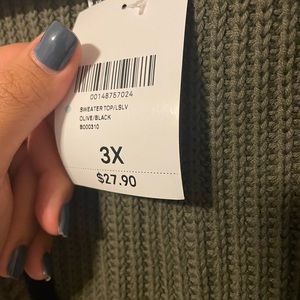 00148757024
SWEATER TOP/LSLV
OLIVE/BLACK
B000310
3X
$27.90